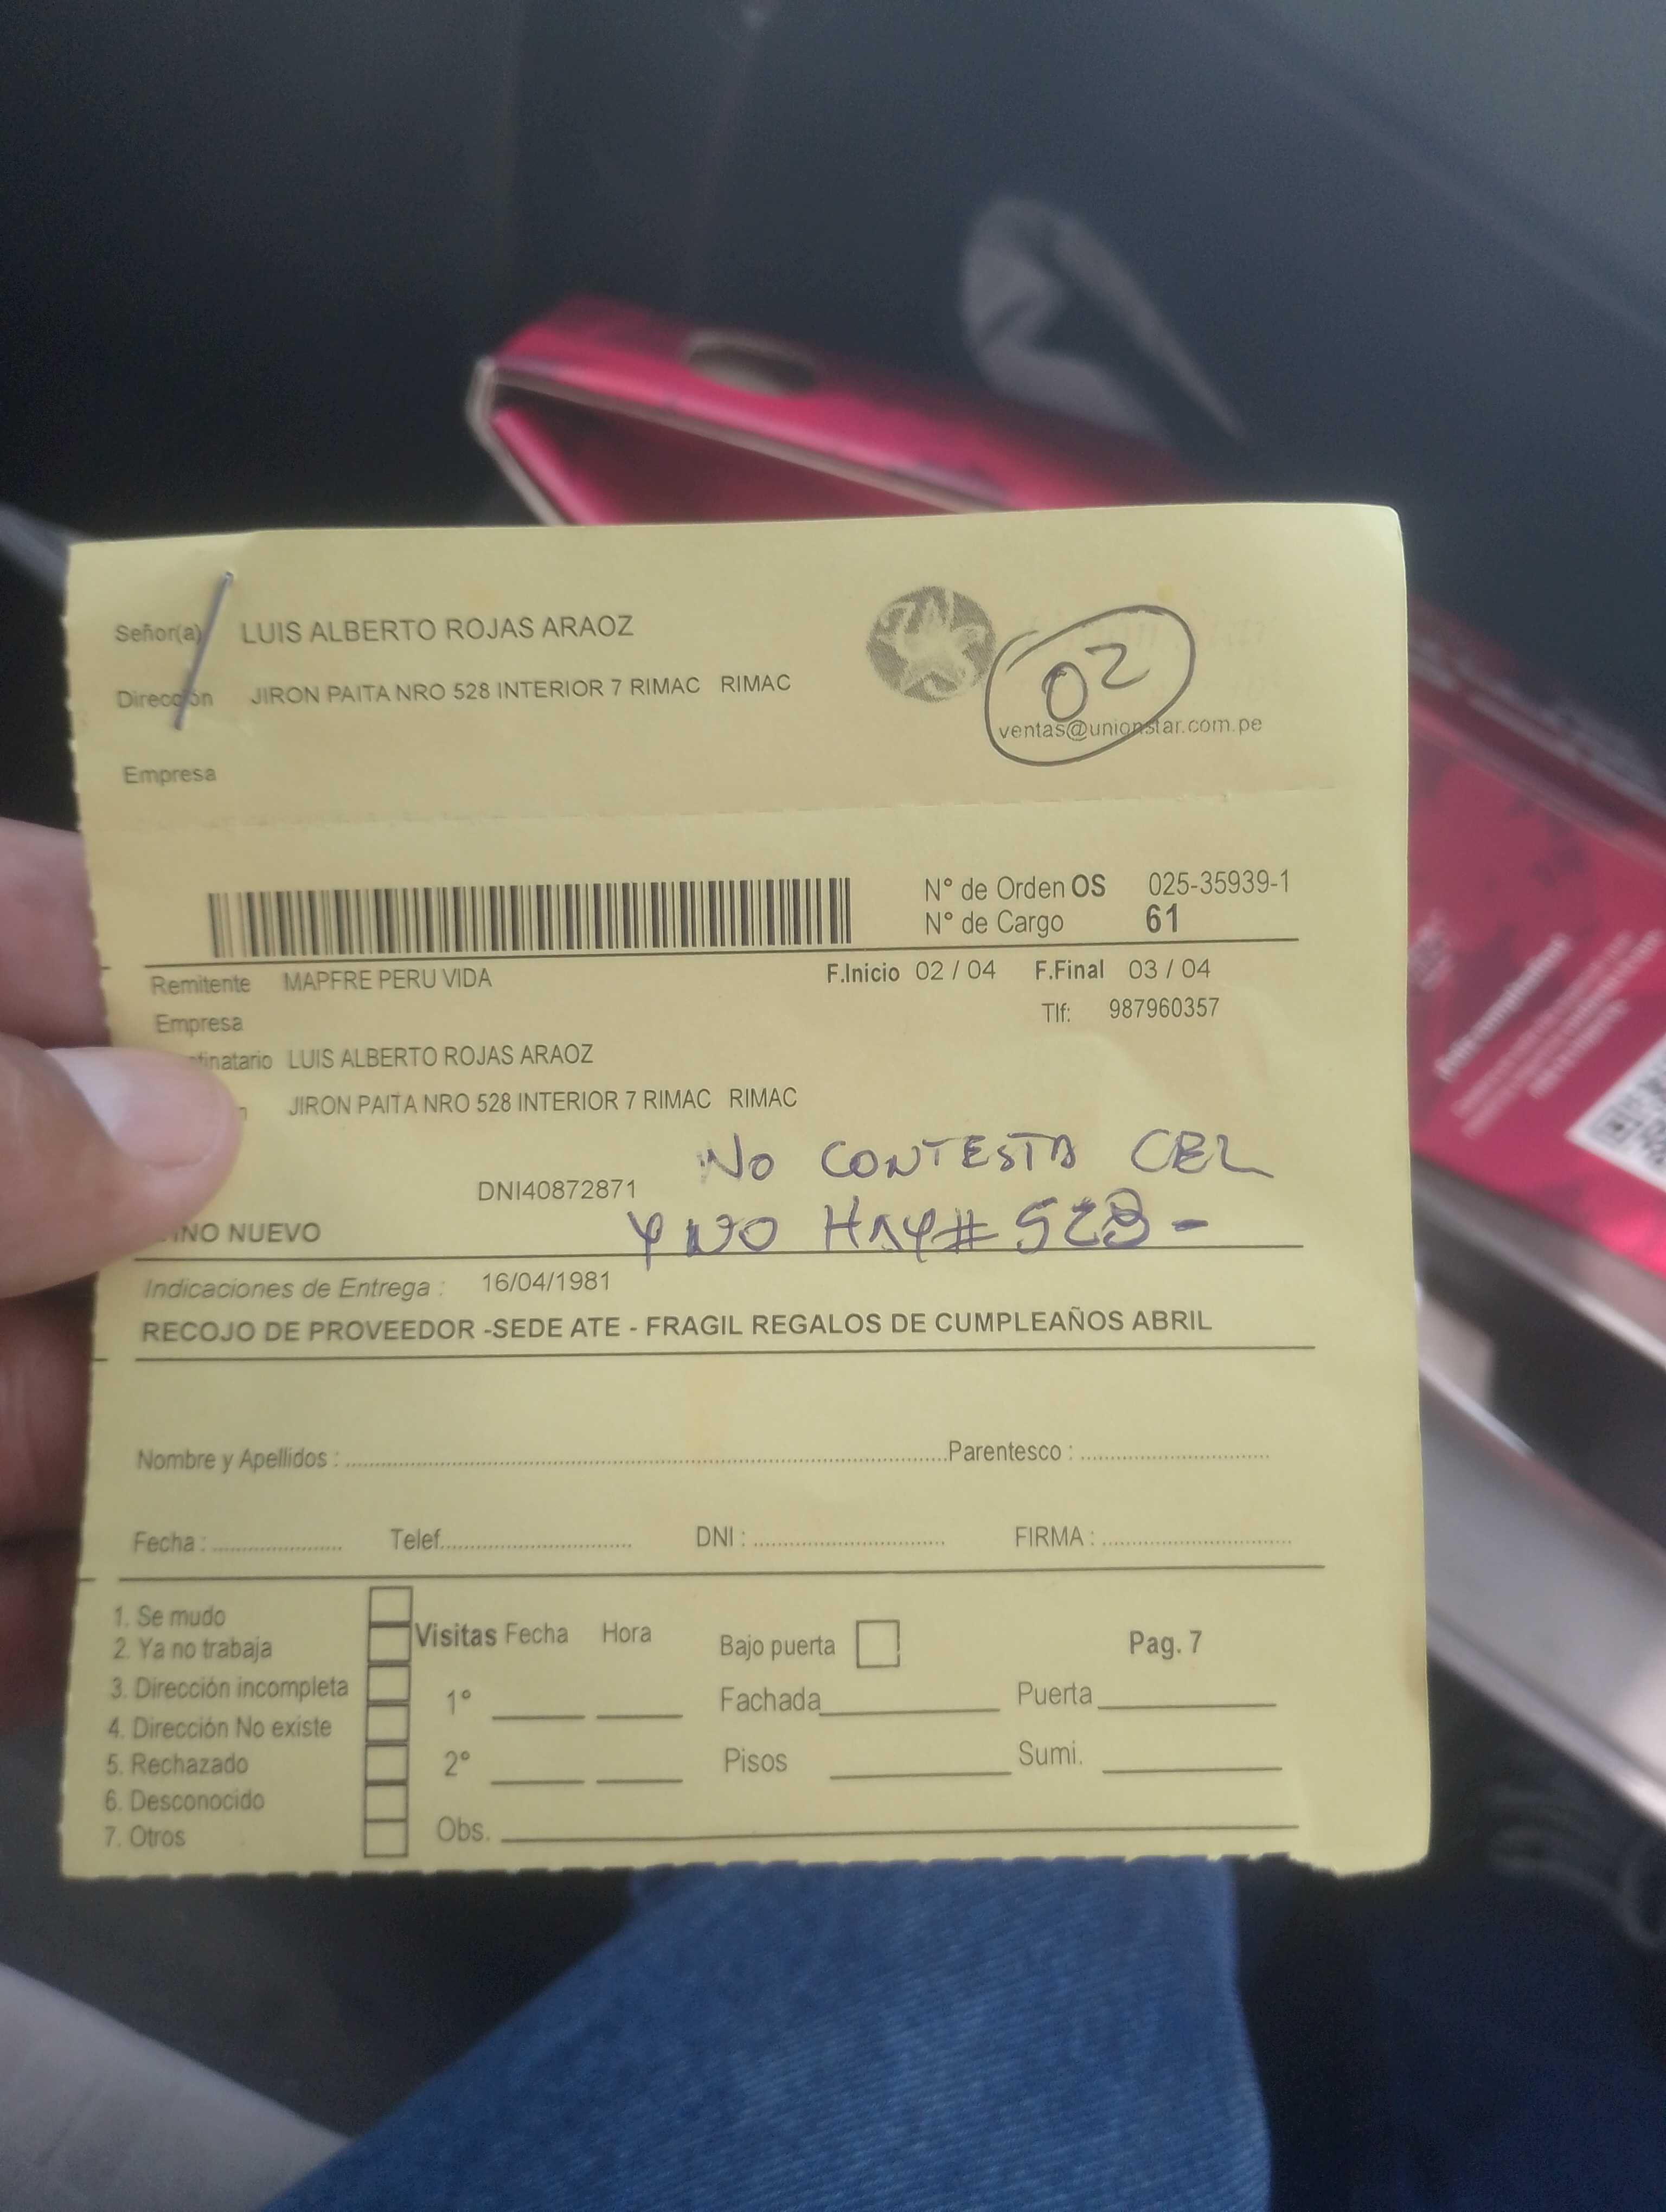 Señor(a) LUIS ALBERTO ROJAS ARAOZ
Dirección JIRON PAITA NRO 528 INTERIOR 7 RIMAC RIMAC
02
ventas@unionstar.com.pe
Empresa
N° de Orden OS 025-35939-1
N° de Cargo 61
Remitente MAPFRE PERU VIDA F.Inicio 02 / 04 F.Final 03 / 04
Empresa Tlf: 987960357
tinatario LUIS ALBERTO ROJAS ARAOZ
JIRON PAITA NRO 528 INTERIOR 7 RIMAC RIMAC
No CONTESTA CEL
DNI40872871
Y NO HAY # 528 -
NO NUEVO
Indicaciones de Entrega : 16/04/1981
RECOJO DE PROVEEDOR -SEDE ATE - FRAGIL REGALOS DE CUMPLEAÑOS ABRIL
Nombre y Apellidos : Parentesco :
Fecha : Telef. DNI : FIRMA :
1. Se mudo
2. Ya no trabaja
3. Dirección incompleta
4. Dirección No existe
5. Rechazado
6. Desconocido
7. Otros
Visitas Fecha Hora
1°
2°
Obs.
Bajo puerta
Pag. 7
Fachada Puerta
Pisos Sumi.